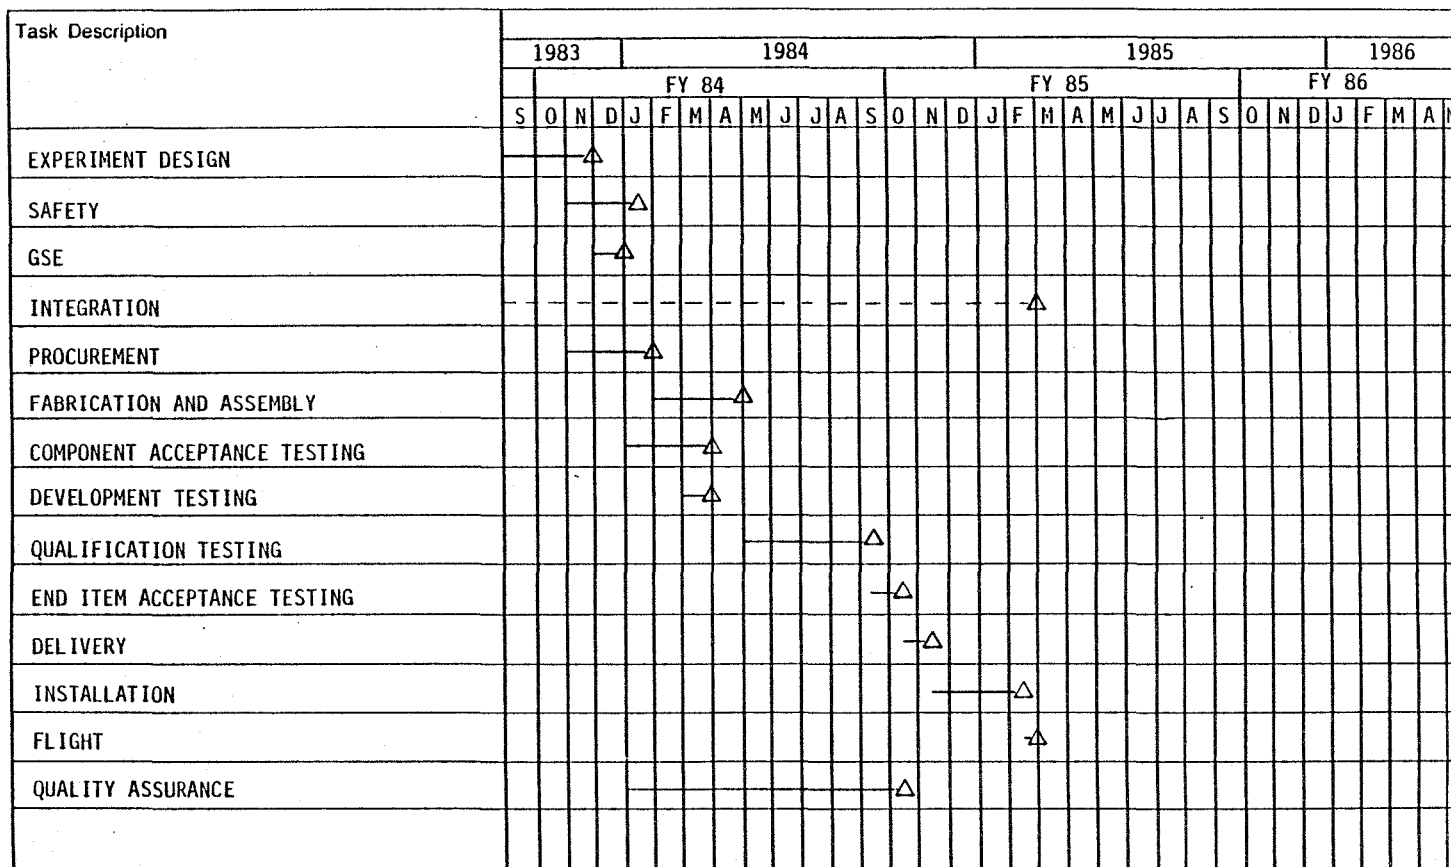 Task Description
1983 1984 1985 1986
FY 84 FY 85 FY 86
S O N D J F M A M J J A S O N D J F M A M J J A S O N D J F M A M
EXPERIMENT DESIGN
SAFETY
GSE
INTEGRATION
PROCUREMENT
FABRICATION AND ASSEMBLY
COMPONENT ACCEPTANCE TESTING
DEVELOPMENT TESTING
QUALIFICATION TESTING
END ITEM ACCEPTANCE TESTING
DELIVERY
INSTALLATION
FLIGHT
QUALITY ASSURANCE